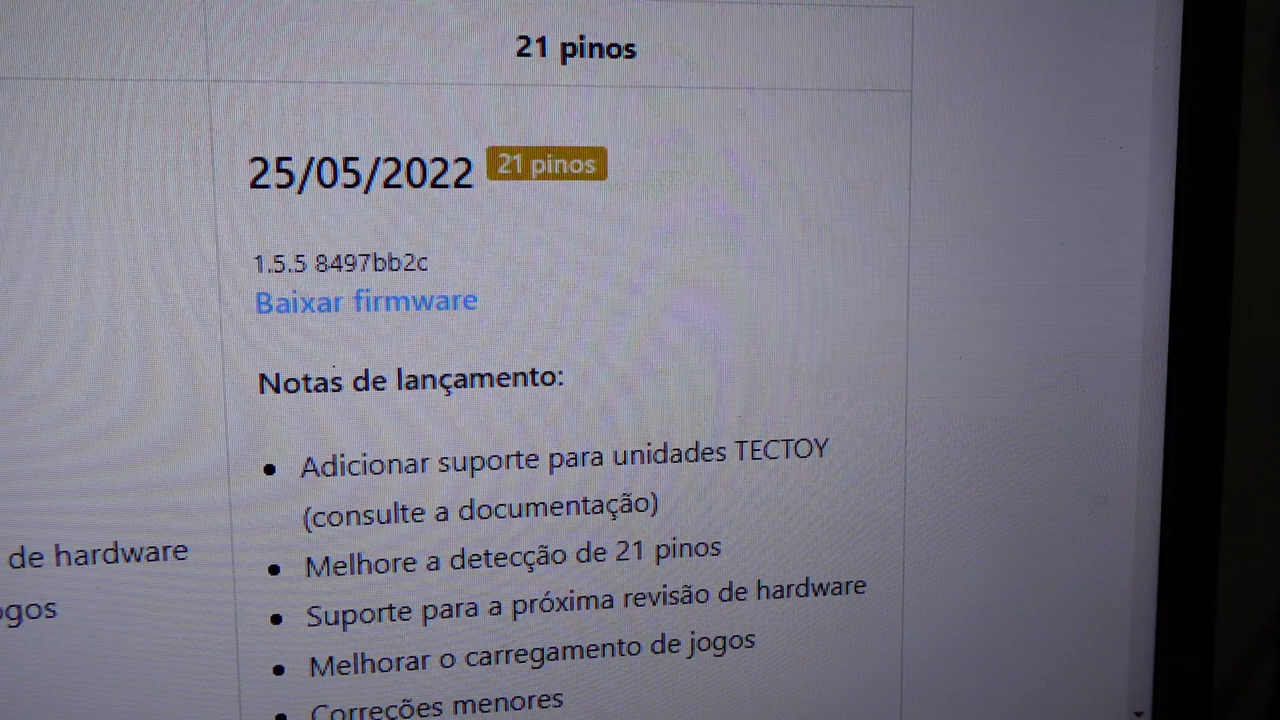 21 pinos
25/05/2022 21 pinos
1.5.5 8497bb2c
Baixar firmware
Notas de lançamento:
Adicionar suporte para unidades TECTOY
(consulte a documentação)
Melhore a detecção de 21 pinos
Suporte para a próxima revisão de hardware
Melhorar o carregamento de jogos
Correções menores
de hardware
ogos